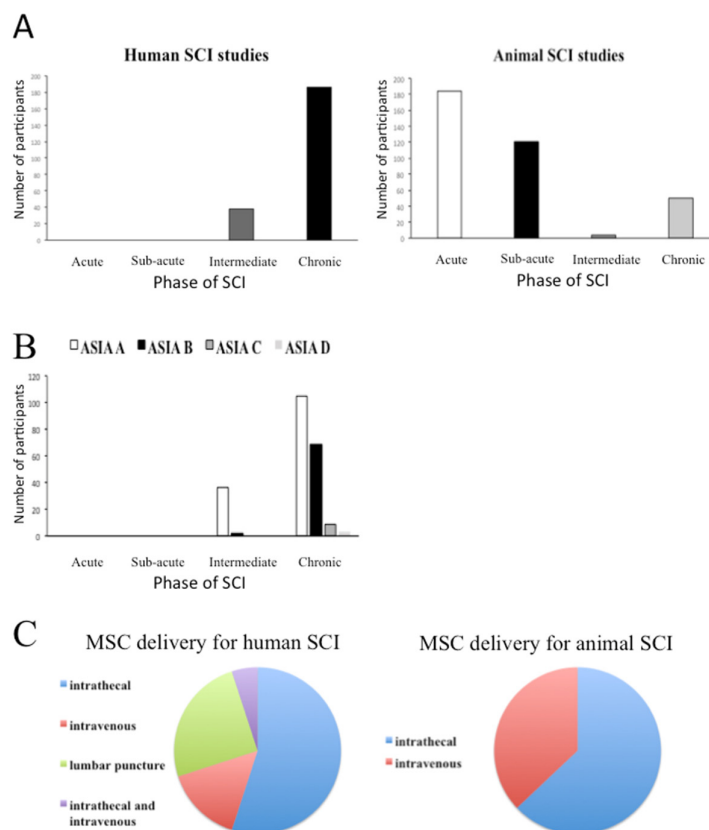 A
Human SCI studies
Number of participants
200
180
160
140
120
100
80
60
40
20
0
Acute Sub-acute Intermediate Chronic
Phase of SCI
Animal SCI studies
Number of participants
200
180
160
140
120
100
80
60
40
20
0
Acute Sub-acute Intermediate Chronic
Phase of SCI
B
ASIA A ASIA B ASIA C ASIA D
Number of participants
120
100
80
60
40
20
0
Acute Sub-acute Intermediate Chronic
Phase of SCI
C
MSC delivery for human SCI
intrathecal
intravenous
lumbar puncture
intrathecal and
intravenous
MSC delivery for animal SCI
intrathecal
intravenous